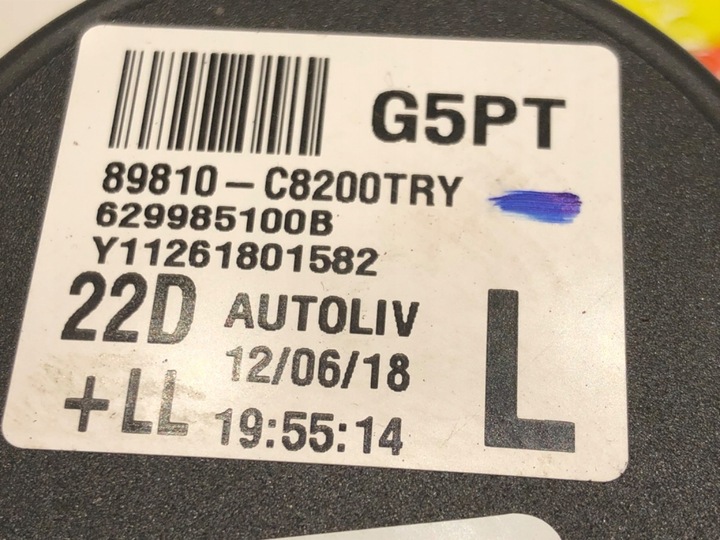 G5PT
89810-C8200TRY
629985100B
Y11261801582
22D AUTOLIV
12/06/18
+LL 19:55:14
L